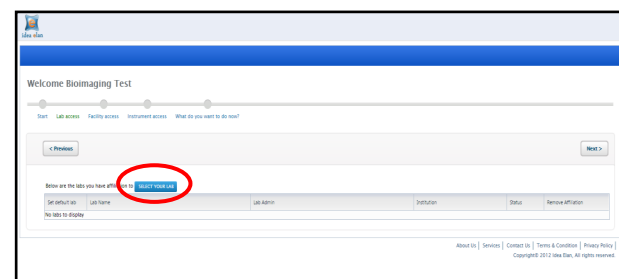 idea elan
Welcome Bioimaging Test
Start Lab access Facility access Instrument access What do you want to do now?
< Previous Next >
Below are the labs you have affiliation to SELECT YOUR LAB
Set default lab Lab Name Lab Admin Institution Status Remove Affiliation
No labs to display
About Us | Services | Contact Us | Terms & Condition | Privacy Policy |
Copyright© 2012 Idea Elan, All rights reserved.